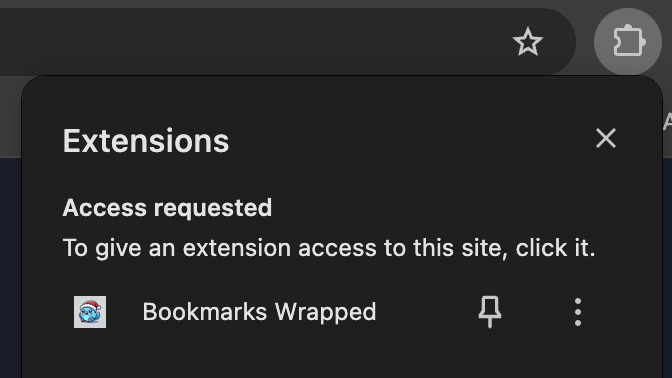 Extensions
Access requested
To give an extension access to this site, click it.
Bookmarks Wrapped